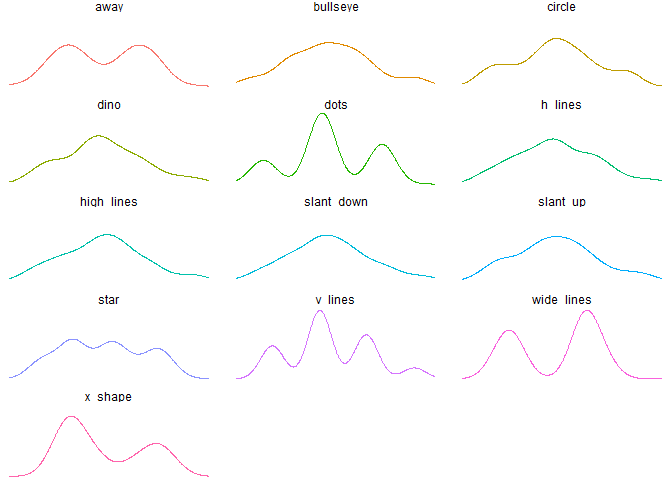 away bullseye circle
dino dots h_lines
high_lines slant_down slant_up
star v_lines wide_lines
x_shape